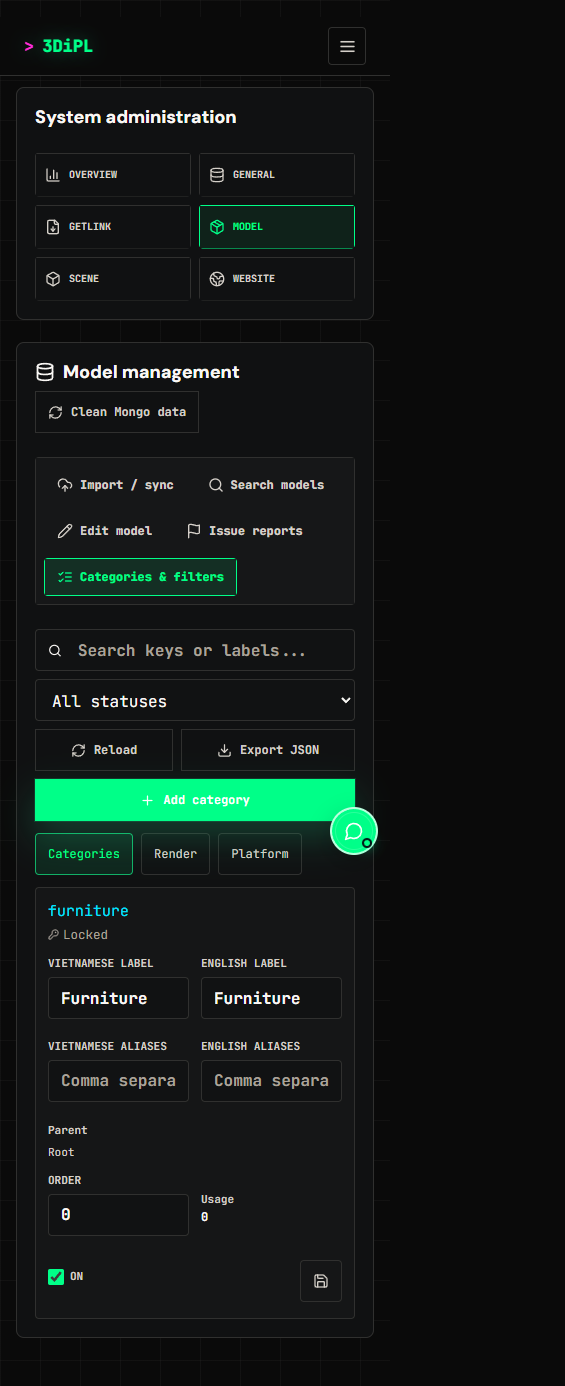 > 3DiPL
System administration
OVERVIEW
GENERAL
GETLINK
MODEL
SCENE
WEBSITE
Model management
Clean Mongo data
Import / sync
Search models
Edit model
Issue reports
Categories & filters
Search keys or labels...
All statuses
Reload
Export JSON
+ Add category
Categories
Render
Platform
furniture
Locked
VIETNAMESE LABEL
ENGLISH LABEL
Furniture
Furniture
VIETNAMESE ALIASES
ENGLISH ALIASES
Comma separa
Comma separa
Parent
Root
ORDER
Usage
0
0
ON